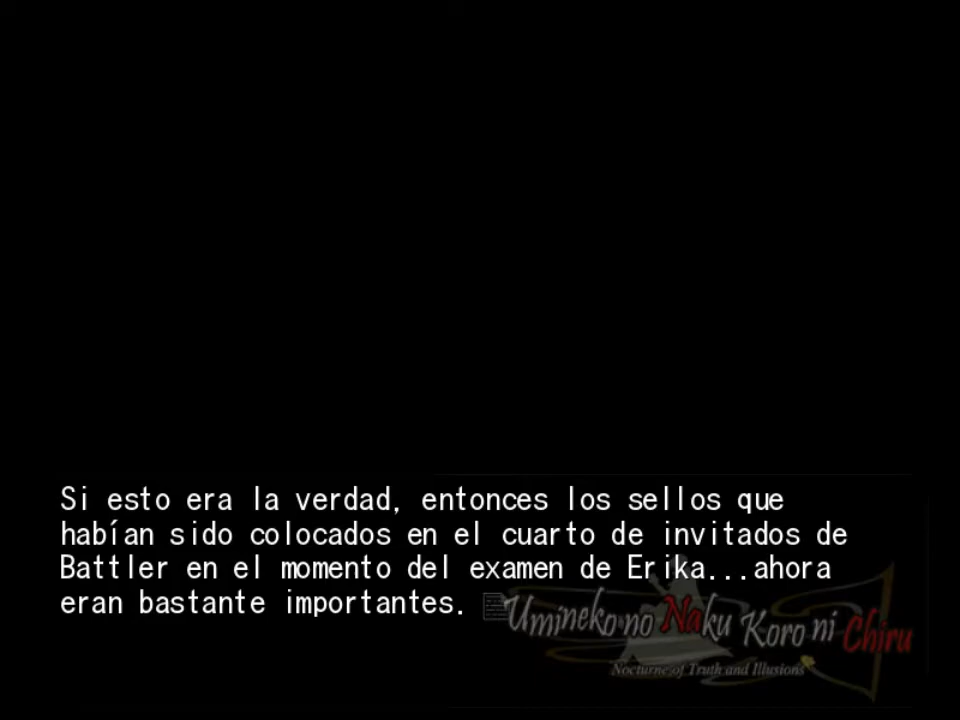 Si esto era la verdad, entonces los sellos que
habían sido colocados en el cuarto de invitados de
Battler en el momento del examen de Erika...ahora
eran bastante importantes.
Umineko no Naku Koro ni Chiru
Nocturne of Truth and Illusions